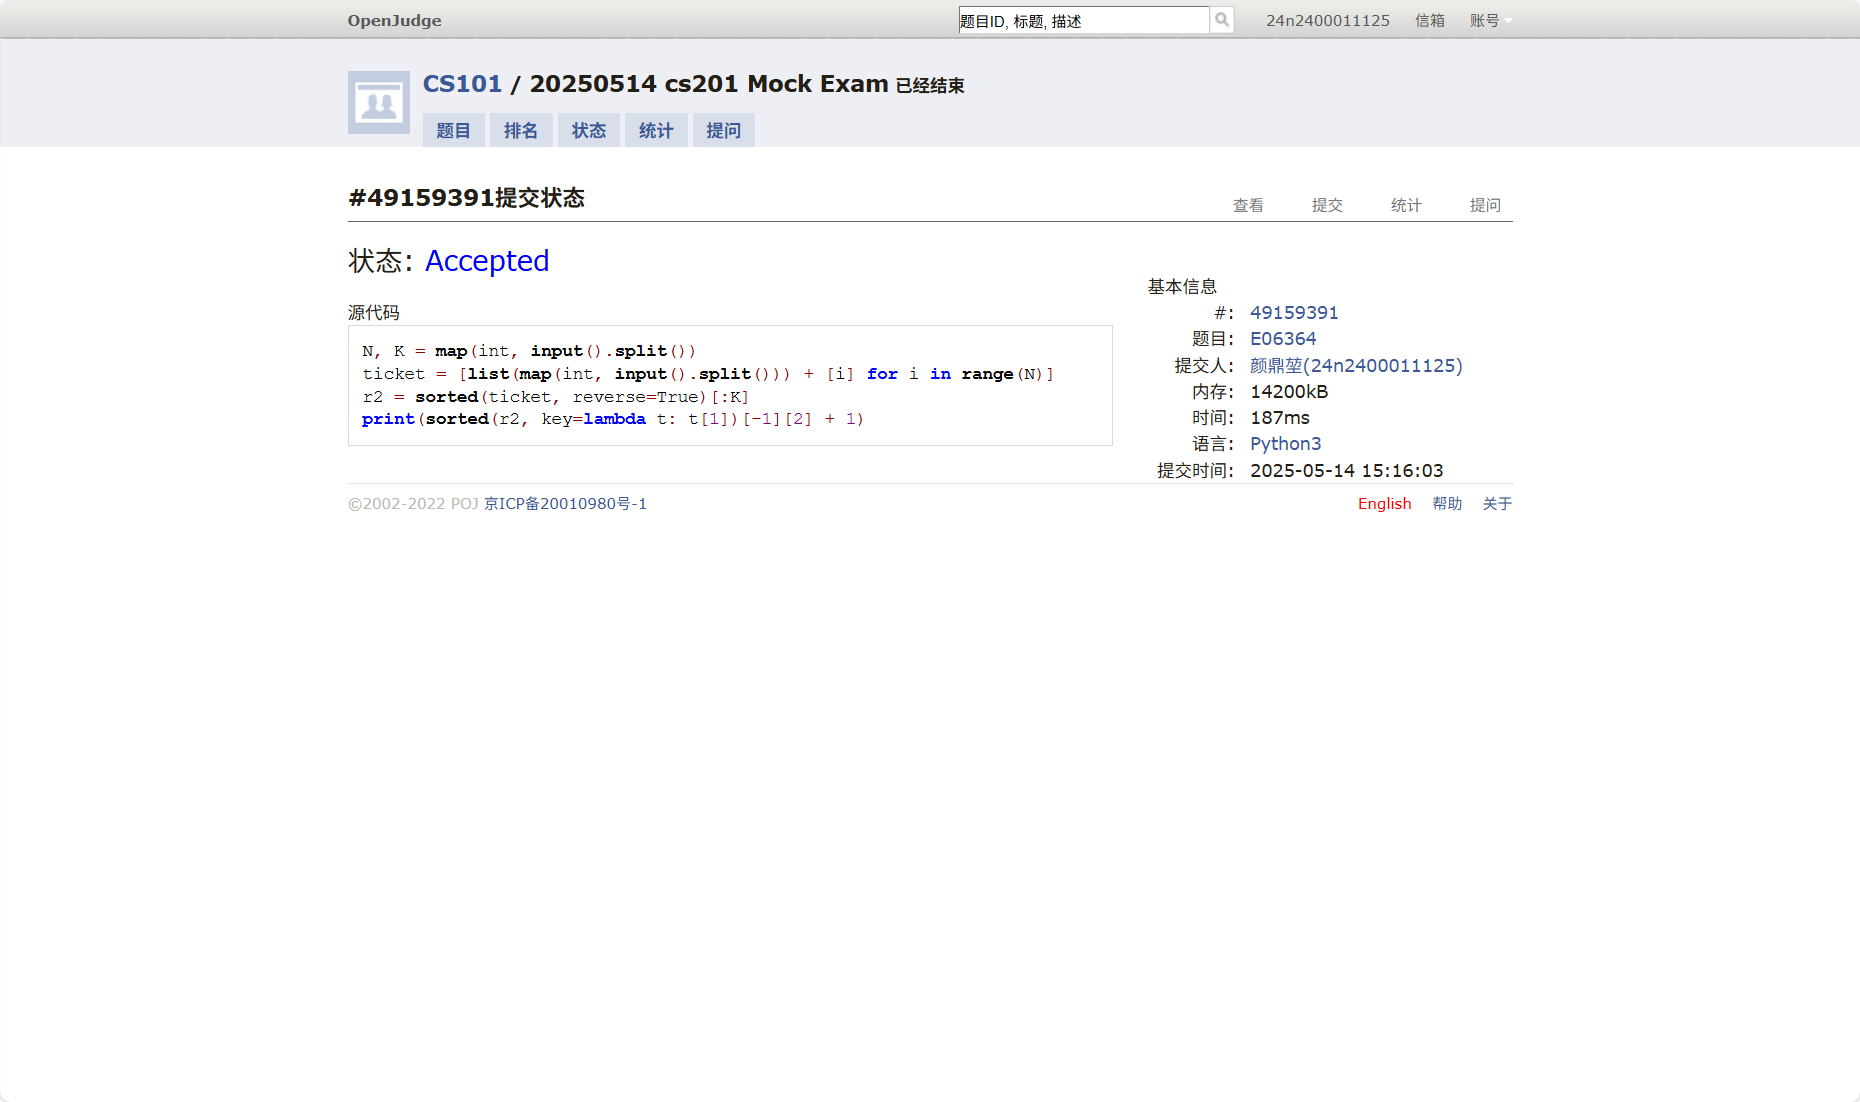 OpenJudge
题目ID, 标题, 描述
24n2400011125 信箱 账号
CS101 / 20250514 cs201 Mock Exam 已经结束
题目 排名 状态 统计 提问
#49159391提交状态
查看 提交 统计 提问
状态: Accepted
源代码
N, K = map(int, input().split())
ticket = [list(map(int, input().split())) + [i] for i in range(N)]
r2 = sorted(ticket, reverse=True)[:K]
print(sorted(r2, key=lambda t: t[1])[-1][2] + 1)
基本信息
#: 49159391
题目: E06364
提交人: 颜鼎堃(24n2400011125)
内存: 14200kB
时间: 187ms
语言: Python3
提交时间: 2025-05-14 15:16:03
©2002-2022 POJ 京ICP备20010980号-1
English 帮助 关于